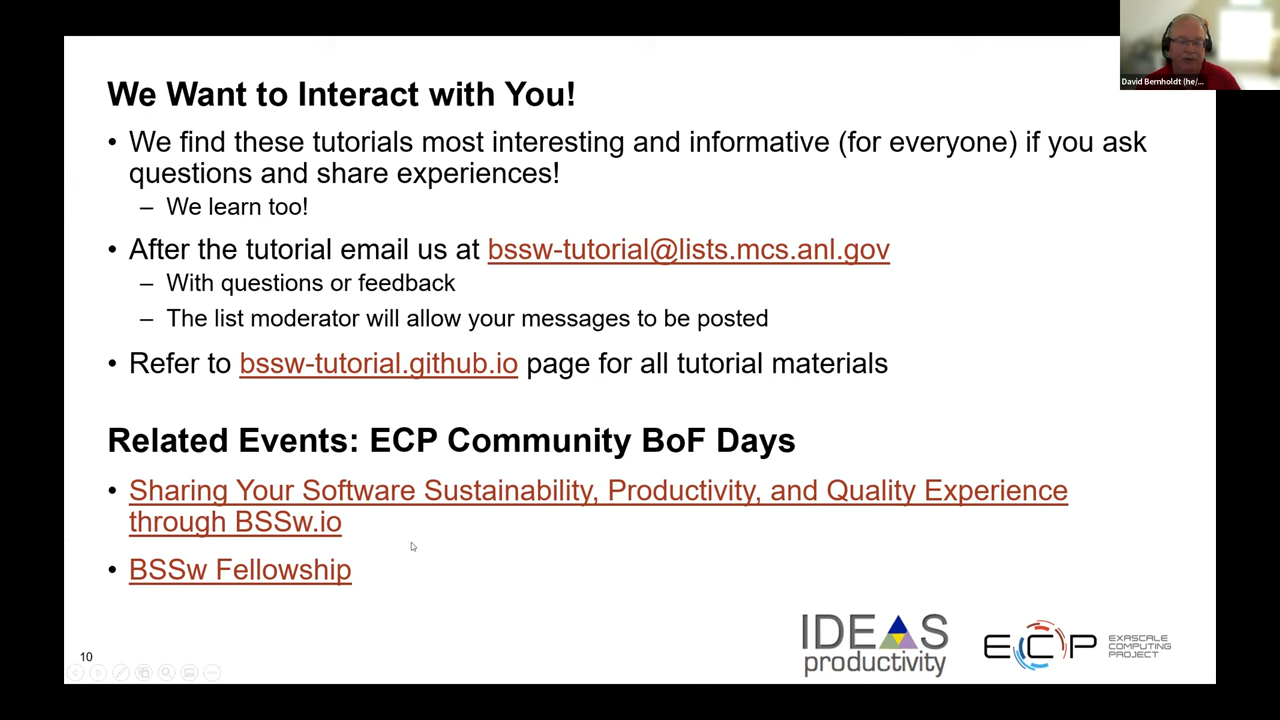 David Bernholdt (he/...
We Want to Interact with You!
• We find these tutorials most interesting and informative (for everyone) if you ask
questions and share experiences!
– We learn too!
• After the tutorial email us at bssw-tutorial@lists.mcs.anl.gov
– With questions or feedback
– The list moderator will allow your messages to be posted
• Refer to bssw-tutorial.github.io page for all tutorial materials
Related Events: ECP Community BoF Days
• Sharing Your Software Sustainability, Productivity, and Quality Experience
through BSSw.io
• BSSw Fellowship
10
IDEAS
productivity
ECP
EXASCALE
COMPUTING
PROJECT